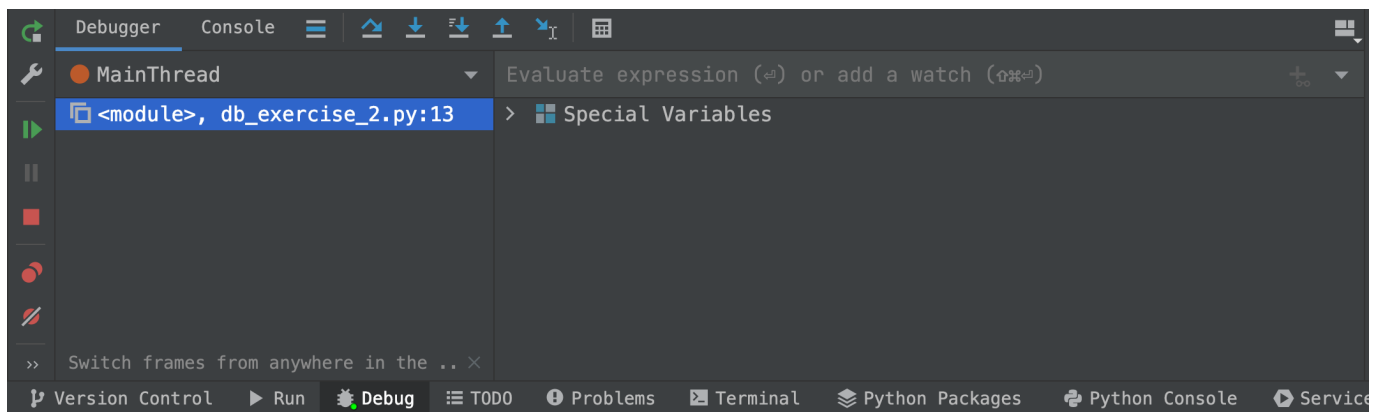 Debugger Console
MainThread
Evaluate expression (⏎) or add a watch (⇧⌘⏎)
<module>, db_exercise_2.py:13
Special Variables
Switch frames from anywhere in the ..
Version Control Run Debug TODO Problems Terminal Python Packages Python Console Service